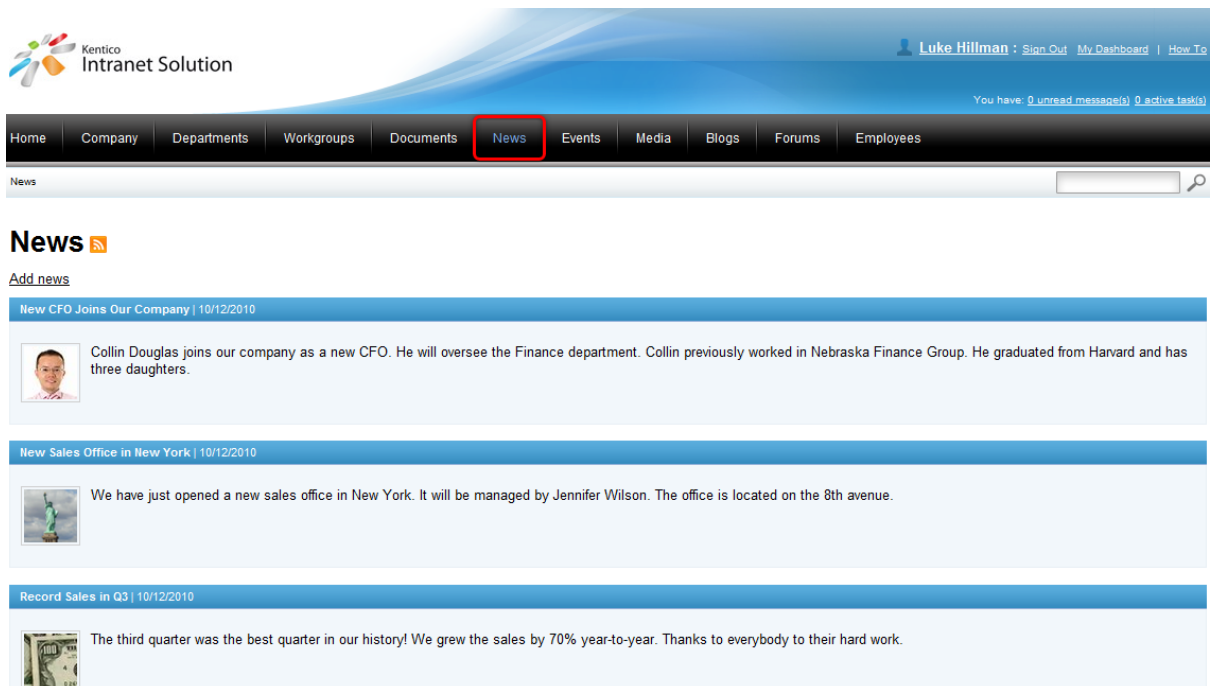 Kentico
Intranet Solution
Luke Hillman : Sign Out My Dashboard | How To
You have: 0 unread message(s) 0 active task(s)
Home Company Departments Workgroups Documents News Events Media Blogs Forums Employees
News
News
Add news
New CFO Joins Our Company | 10/12/2010
Collin Douglas joins our company as a new CFO. He will oversee the Finance department. Collin previously worked in Nebraska Finance Group. He graduated from Harvard and has
three daughters.
New Sales Office in New York | 10/12/2010
We have just opened a new sales office in New York. It will be managed by Jennifer Wilson. The office is located on the 8th avenue.
Record Sales in Q3 | 10/12/2010
The third quarter was the best quarter in our history! We grew the sales by 70% year-to-year. Thanks to everybody to their hard work.
100